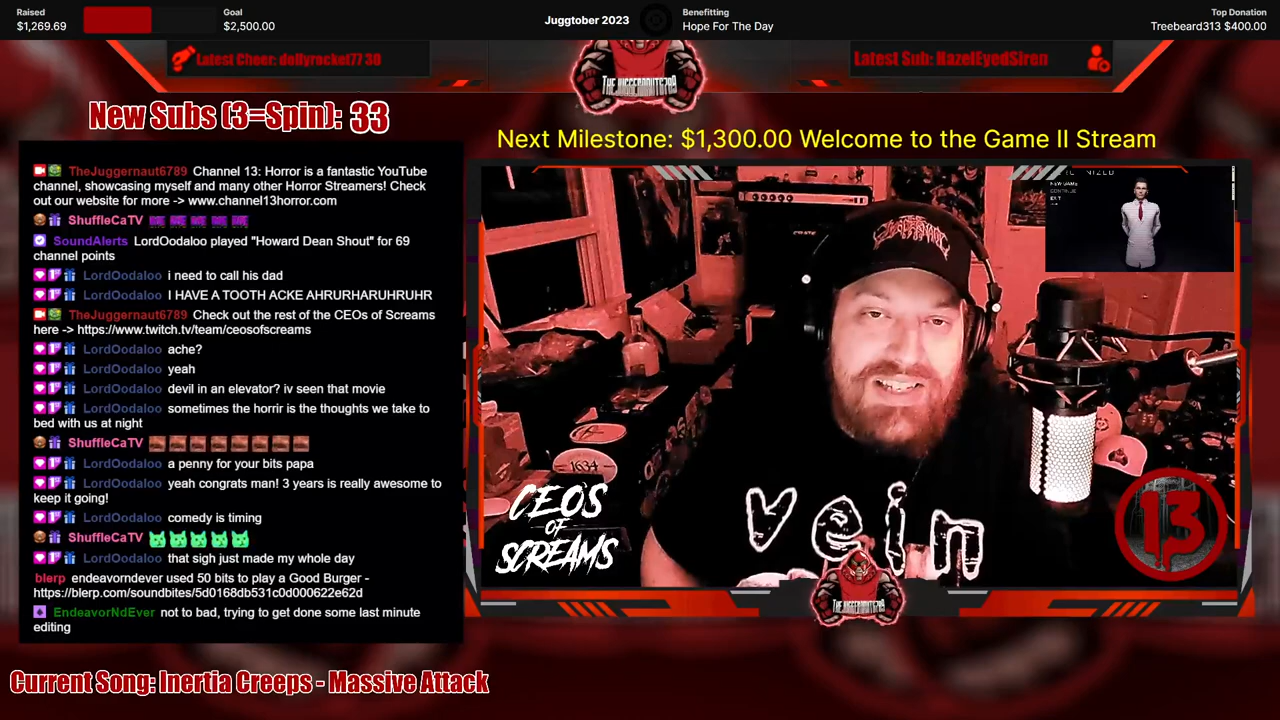 Raised
$1,269.69
Goal
$2,500.00
Juggtober 2023
Benefitting
Hope For The Day
Top Donation
Treebeard313 $400.00
Latest Cheer: dollyrocket77 30
THEJUGGERNAUT6789
Latest Sub: HazelEyedSiren
New Subs (3=Spin): 33
Next Milestone: $1,300.00 Welcome to the Game II Stream
TheJuggernaut6789 Channel 13: Horror is a fantastic YouTube
channel, showcasing myself and many other Horror Streamers! Check
out our website for more -> www.channel13horror.com
ShuffleCaTV
SoundAlerts LordOodaloo played "Howard Dean Shout" for 69
channel points
LordOodaloo i need to call his dad
LordOodaloo I HAVE A TOOTH ACKE AHRURHARUHRUHR
TheJuggernaut6789 Check out the rest of the CEOs of Screams
here -> https://www.twitch.tv/team/ceosofscreams
LordOodaloo ache?
LordOodaloo yeah
LordOodaloo devil in an elevator? iv seen that movie
LordOodaloo sometimes the horrir is the thoughts we take to
bed with us at night
ShuffleCaTV
LordOodaloo a penny for your bits papa
LordOodaloo yeah congrats man! 3 years is really awesome to
keep it going!
LordOodaloo comedy is timing
ShuffleCaTV
LordOodaloo that sigh just made my whole day
blerp endeavorndever used 50 bits to play a Good Burger -
https://blerp.com/soundbites/5d0168db531c0d000622e62d
EndeavorNdEver not to bad, trying to get done some last minute
editing
NEW GAME
CONTINUE
EXIT
1634
CEOS
OF
SCREAMS
vein
13
THEJUGGERNAUT6789
Current Song: Inertia Creeps - Massive Attack